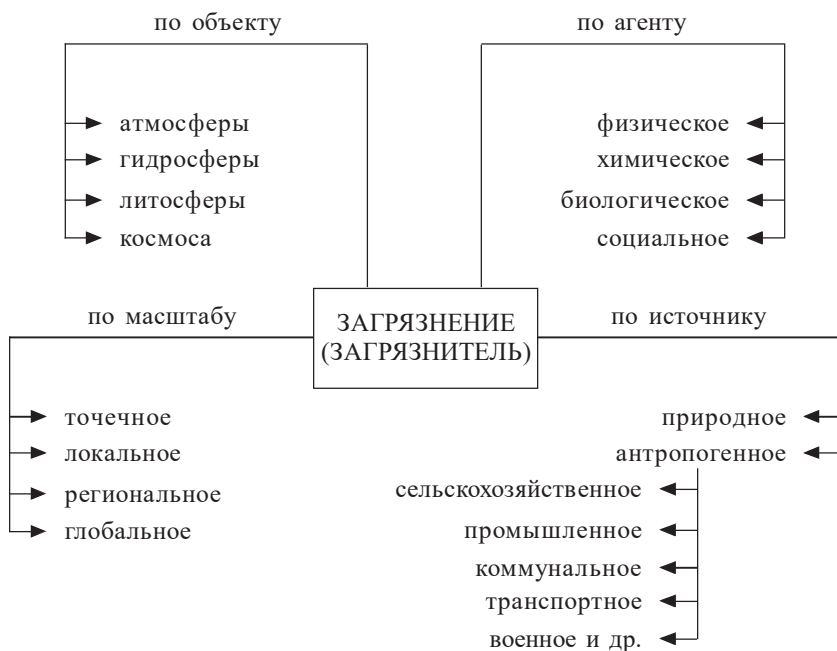 по объекту
атмосферы
гидросферы
литосферы
космоса
по агенту
физическое
химическое
биологическое
социальное
ЗАГРЯЗНЕНИЕ
(ЗАГРЯЗНИТЕЛЬ)
по масштабу
точечное
локальное
региональное
глобальное
по источнику
природное
антропогенное
сельскохозяйственное
промышленное
коммунальное
транспортное
военное и др.